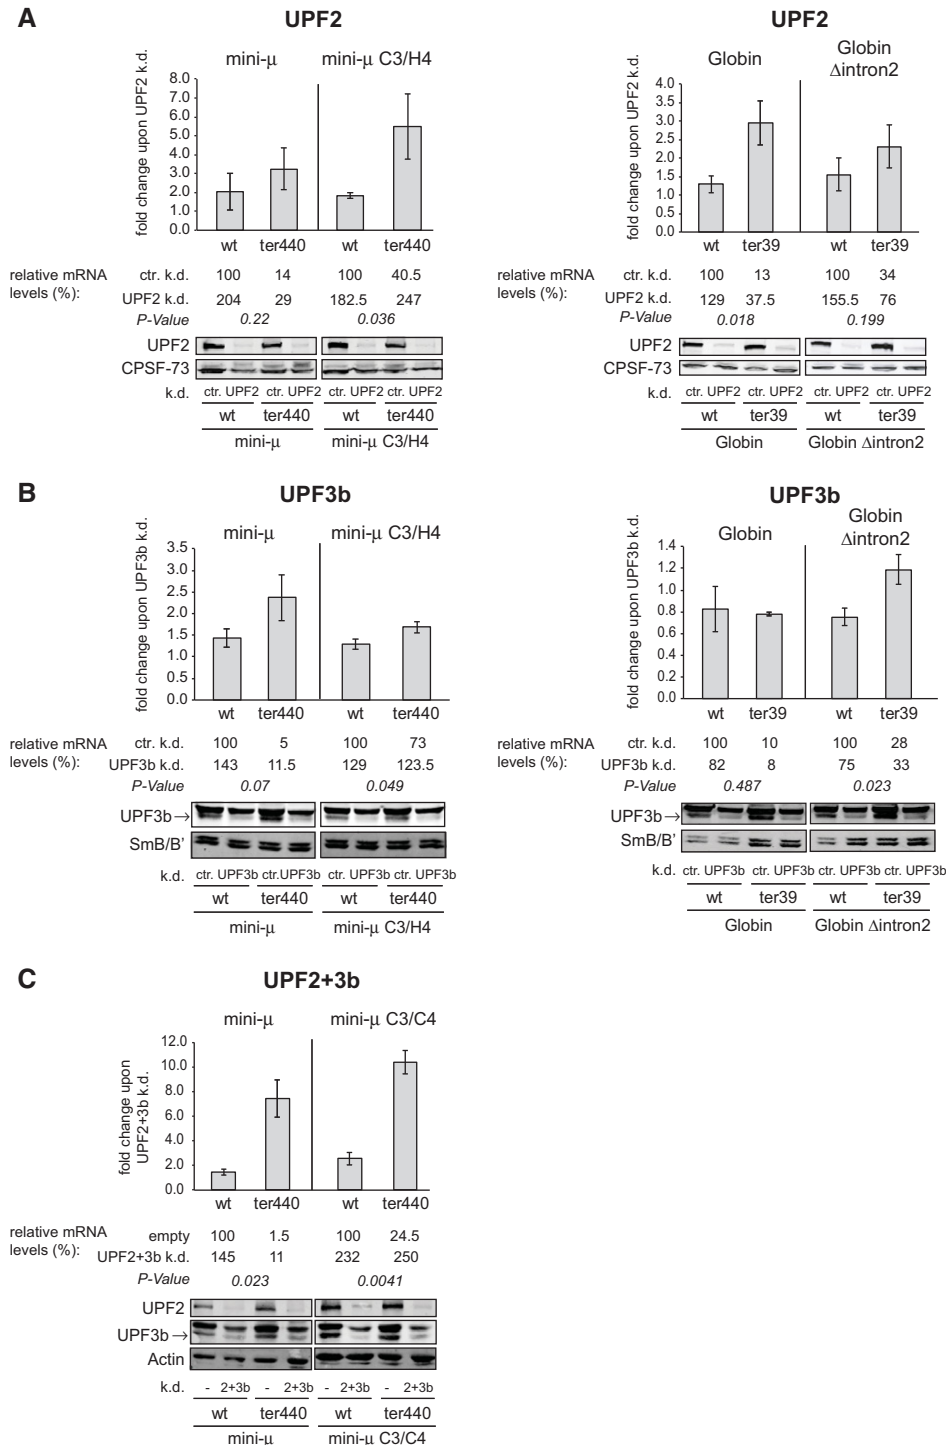 A
UPF2
mini-μ
mini-μ C3/H4
fold change upon UPF2 k.d.
8.0
7.0
6.0
5.0
4.0
3.0
2.0
1.0
0.0
wt ter440 wt ter440
relative mRNA levels (%):
ctr. k.d. 100 14 100 40.5
UPF2 k.d. 204 29 182.5 247
P-Value 0.22 0.036
UPF2
CPSF-73
k.d. ctr. UPF2 ctr. UPF2 ctr. UPF2 ctr. UPF2
wt ter440 wt ter440
mini-μ mini-μ C3/H4
UPF2
Globin
Globin
Δintron2
fold change upon UPF2 k.d.
4.0
3.5
3.0
2.5
2.0
1.5
1.0
0.5
0.0
wt ter39 wt ter39
relative mRNA levels (%):
ctr. k.d. 100 13 100 34
UPF2 k.d. 129 37.5 155.5 76
P-Value 0.018 0.199
UPF2
CPSF-73
k.d. ctr. UPF2 ctr. UPF2 ctr. UPF2 ctr. UPF2
wt ter39 wt ter39
Globin Globin Δintron2
B
UPF3b
mini-μ
mini-μ C3/H4
fold change upon UPF3b k.d.
3.5
3.0
2.5
2.0
1.5
1.0
0.5
0.0
wt ter440 wt ter440
relative mRNA levels (%):
ctr. k.d. 100 5 100 73
UPF3b k.d. 143 11.5 129 123.5
P-Value 0.07 0.049
UPF3b→
SmB/B'
k.d. ctr. UPF3b ctr.UPF3b ctr. UPF3b ctr. UPF3b
wt ter440 wt ter440
mini-μ mini-μ C3/H4
UPF3b
Globin
Globin
Δintron2
fold change upon UPF3b k.d.
1.4
1.2
1.0
0.8
0.6
0.4
0.2
0.0
wt ter39 wt ter39
relative mRNA levels (%):
ctr. k.d. 100 10 100 28
UPF3b k.d. 82 8 75 33
P-Value 0.487 0.023
UPF3b→
SmB/B'
k.d. ctr. UPF3b ctr. UPF3b ctr. UPF3b ctr. UPF3b
wt ter39 wt ter39
Globin Globin Δintron2
C
UPF2+3b
mini-μ
mini-μ C3/C4
fold change upon
UPF2+3b k.d.
12.0
10.0
8.0
6.0
4.0
2.0
0.0
wt ter440 wt ter440
relative mRNA levels (%):
empty 100 1.5 100 24.5
UPF2+3b k.d. 145 11 232 250
P-Value 0.023 0.0041
UPF2
UPF3b→
Actin
k.d. - 2+3b - 2+3b - 2+3b - 2+3b
wt ter440 wt ter440
mini-μ mini-μ C3/C4